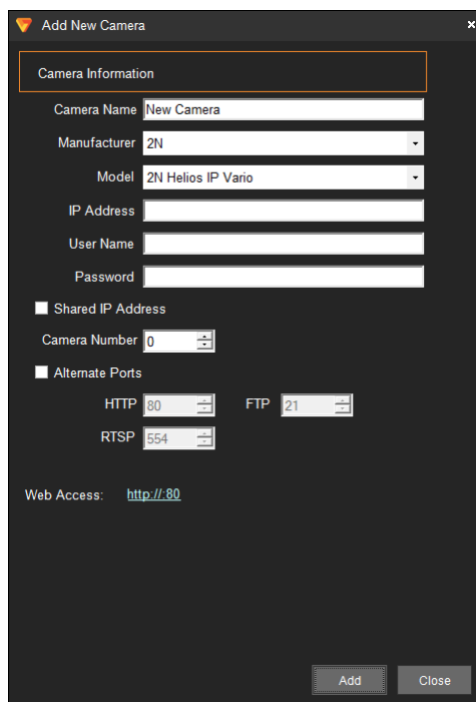 Add New Camera
Camera Information
Camera Name New Camera
Manufacturer 2N
Model 2N Helios IP Vario
IP Address
User Name
Password
Shared IP Address
Camera Number 0
Alternate Ports
HTTP 80 FTP 21
RTSP 554
Web Access: http://:80
Add Close